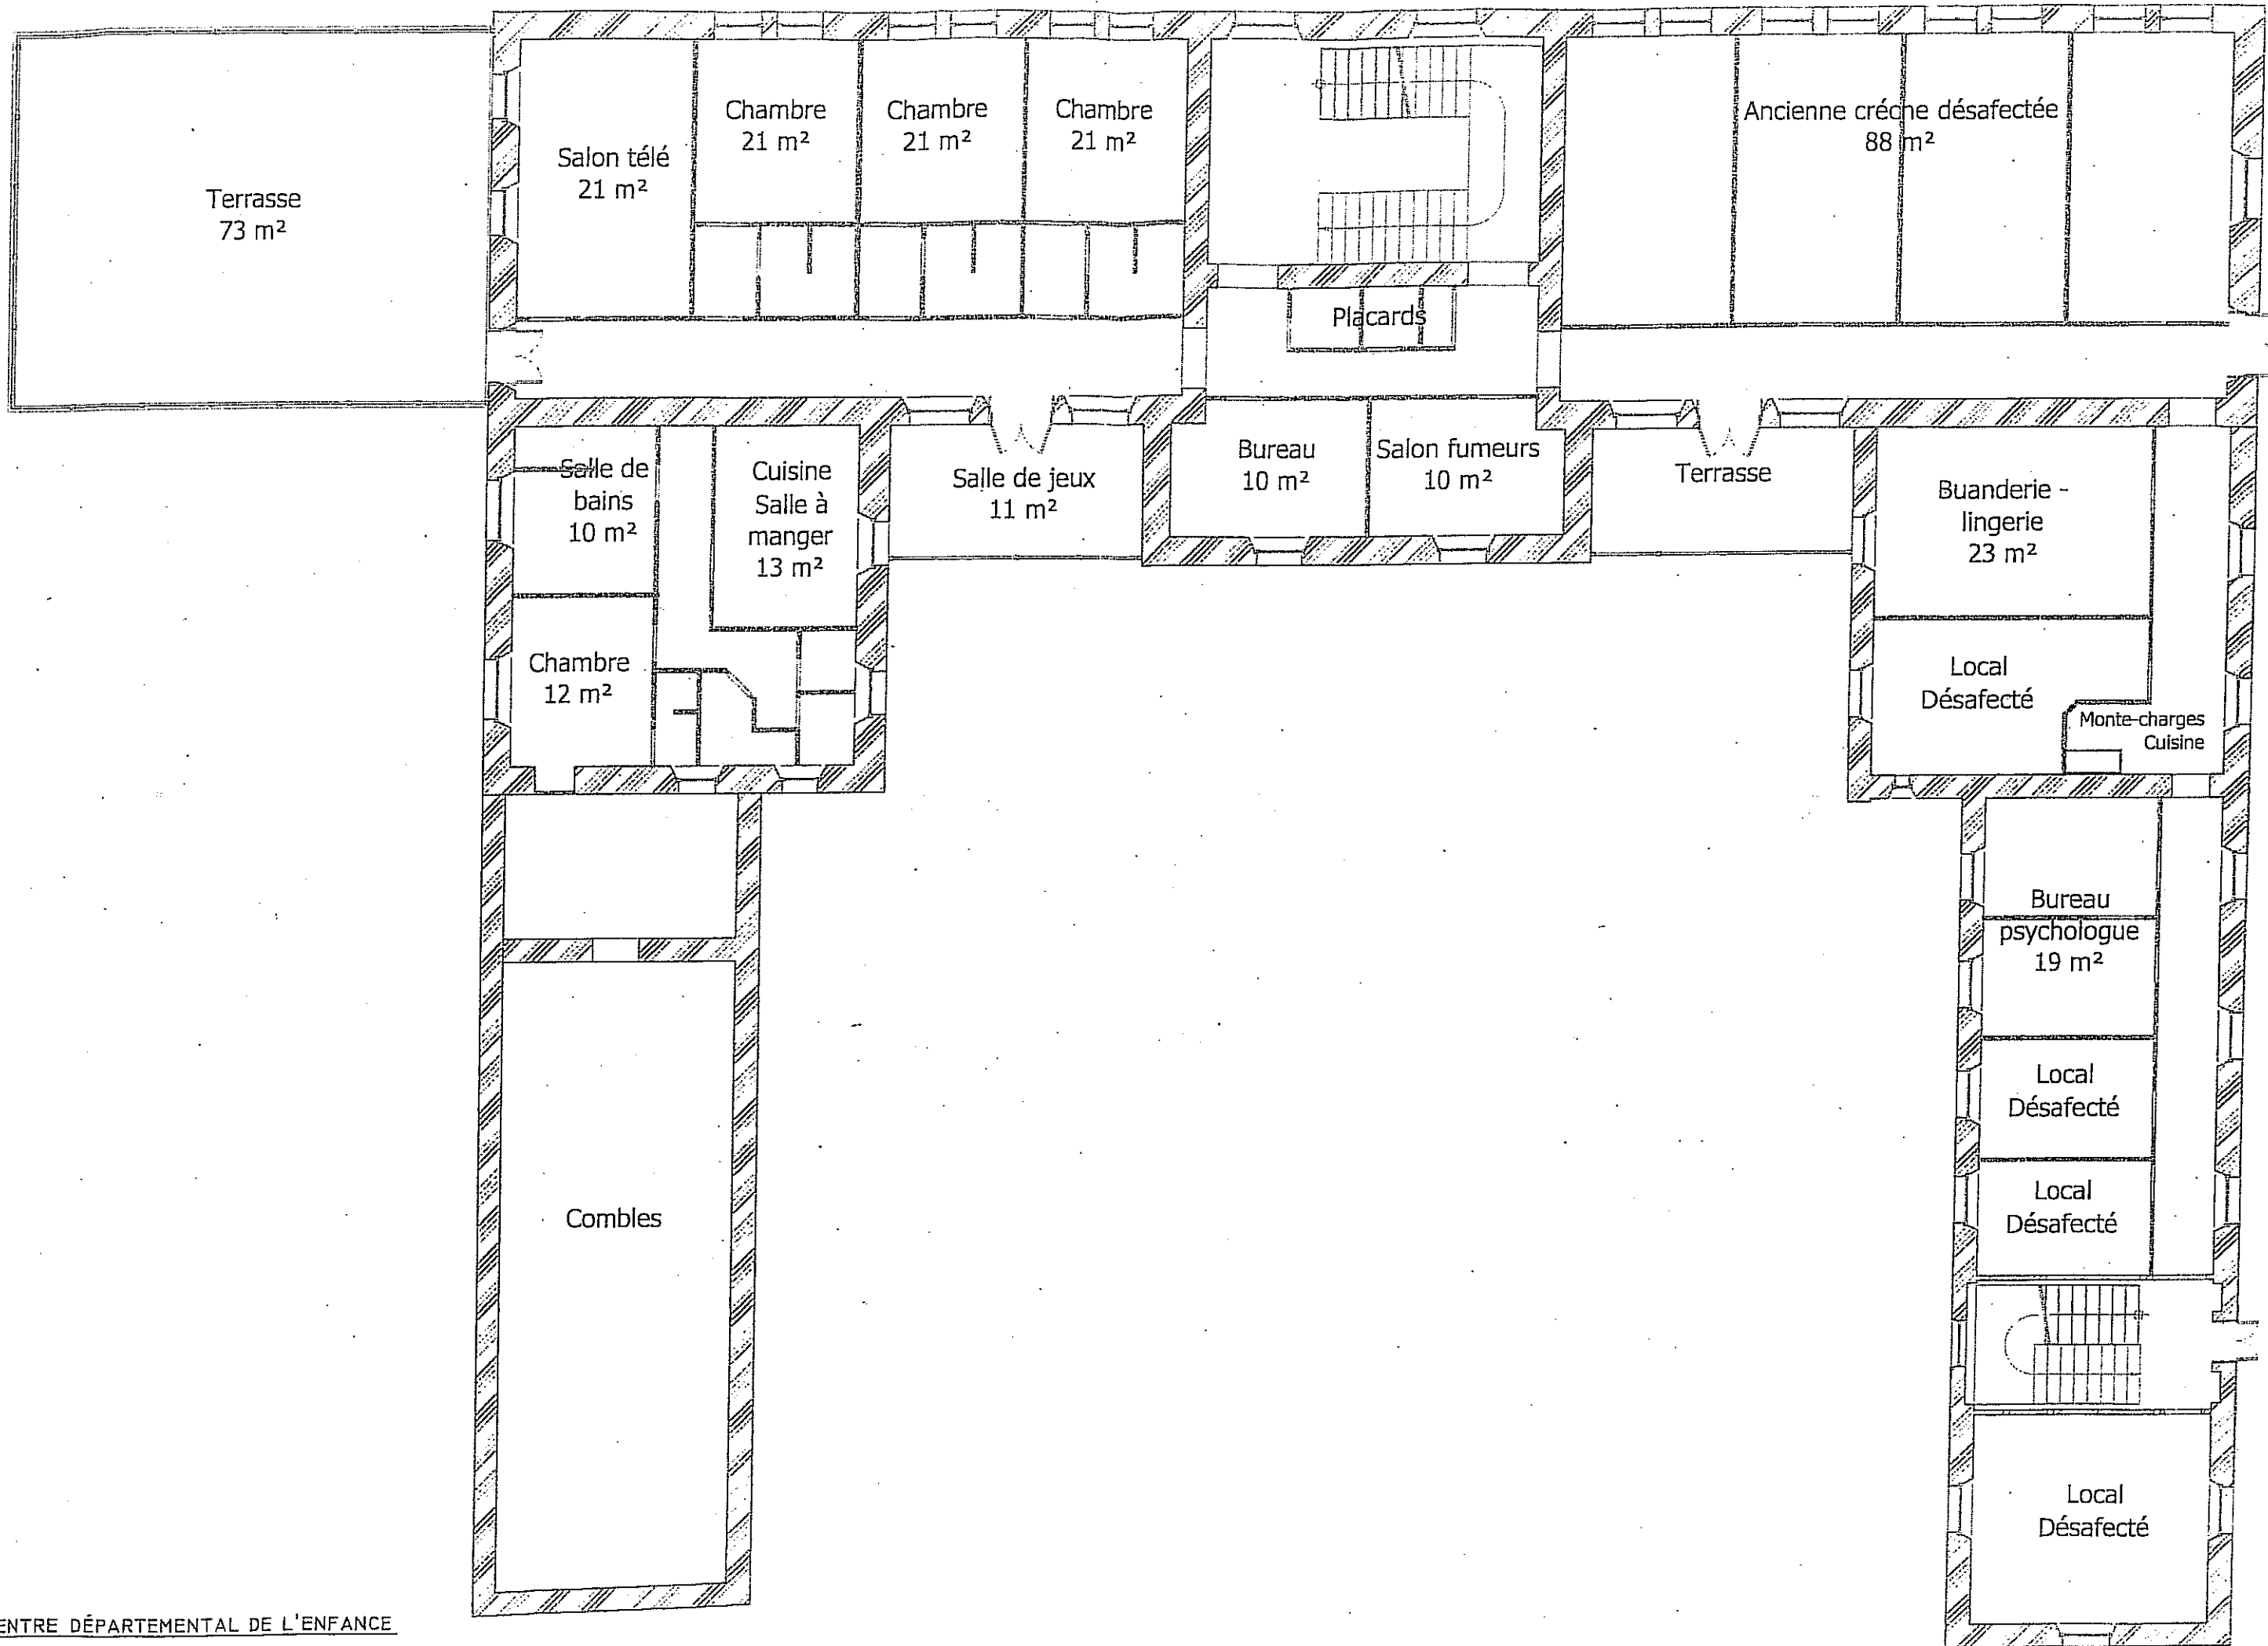 Terrasse
73 m²
Salon télé
21 m²
Chambre
21 m²
Chambre
21 m²
Chambre
21 m²
Ancienne créche désafectée
88 m²
Placards
Salle de
bains
10 m²
Cuisine
Salle à
manger
13 m²
Salle de jeux
11 m²
Bureau
10 m²
Salon fumeurs
10 m²
Terrasse
Buanderie -
lingerie
23 m²
Chambre
12 m²
Local
Désafecté
Monte-charges
Cuisine
Bureau
psychologue
19 m²
Local
Désafecté
Local
Désafecté
Combles
Local
Désafecté
ENTRE DÉPARTEMENTAL DE L'ENFANCE